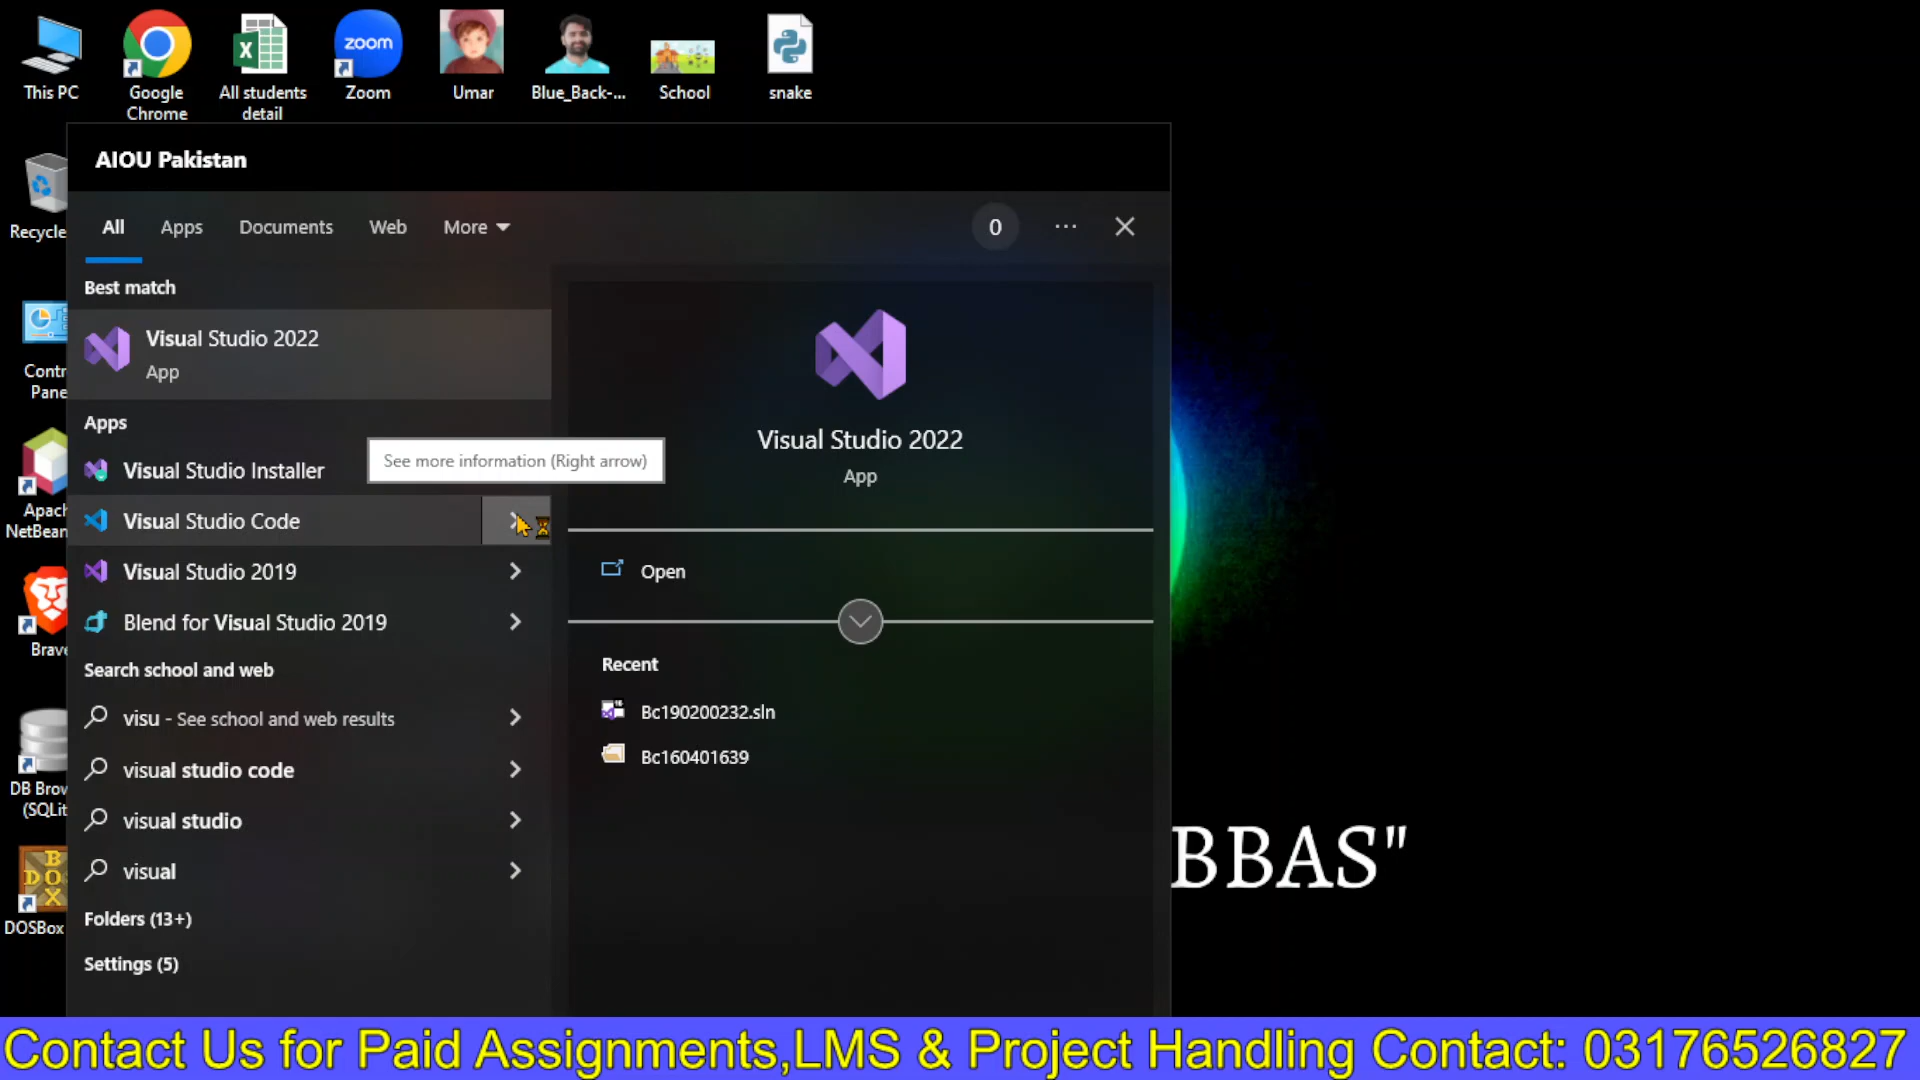 This PC
Google
Chrome
All students
detail
zoom
Zoom
Umar
Blue_Back-...
School
snake
AIOU Pakistan
Recycle
All
Apps
Documents
Web
More
0
Best match
Visual Studio 2022
App
Apps
Visual Studio Installer
See more information (Right arrow)
Visual Studio Code
Visual Studio 2019
Blend for Visual Studio 2019
Search school and web
visu - See school and web results
visual studio code
visual studio
visual
Folders (13+)
Settings (5)
Visual Studio 2022
App
Open
Recent
Bc190200232.sln
Bc160401639
Contr
Pane
Apach
NetBean
Brave
DB Brow
(SQLit
DOSBox
BBAS"
Contact Us for Paid Assignments,LMS & Project Handling Contact: 03176526827